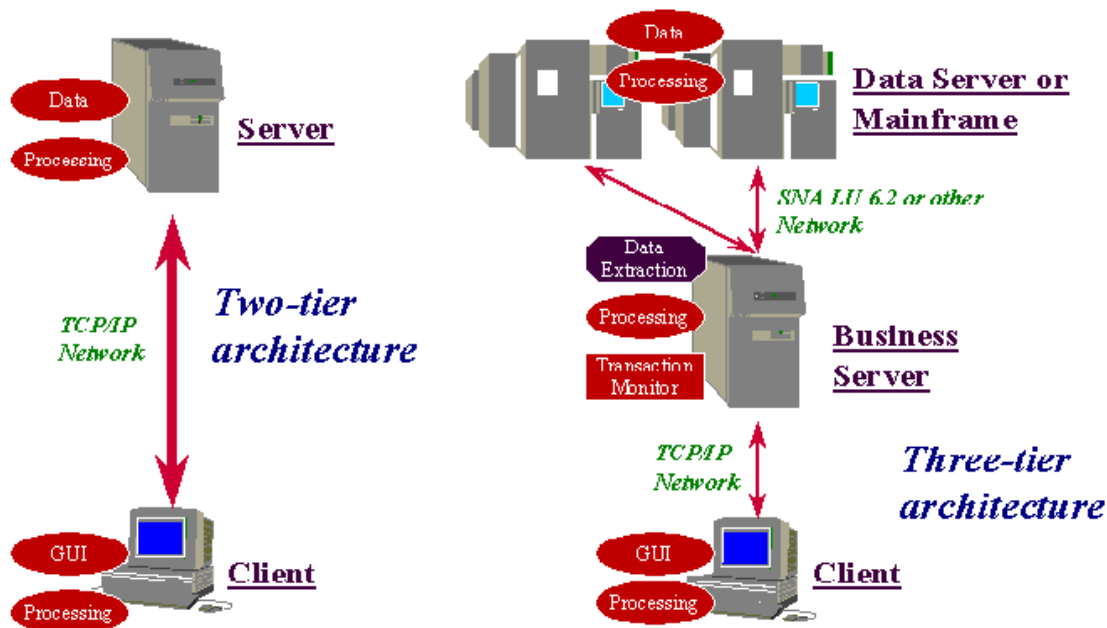 Data
Processing
Server
TCP/IP
Network
Two-tier
architecture
GUI
Processing
Client
Data
Processing
Data Server or
Mainframe
SNA LU 6.2 or other
Network
Data
Extraction
Processing
Transaction
Monitor
Business
Server
TCP/IP
Network
Three-tier
architecture
GUI
Processing
Client